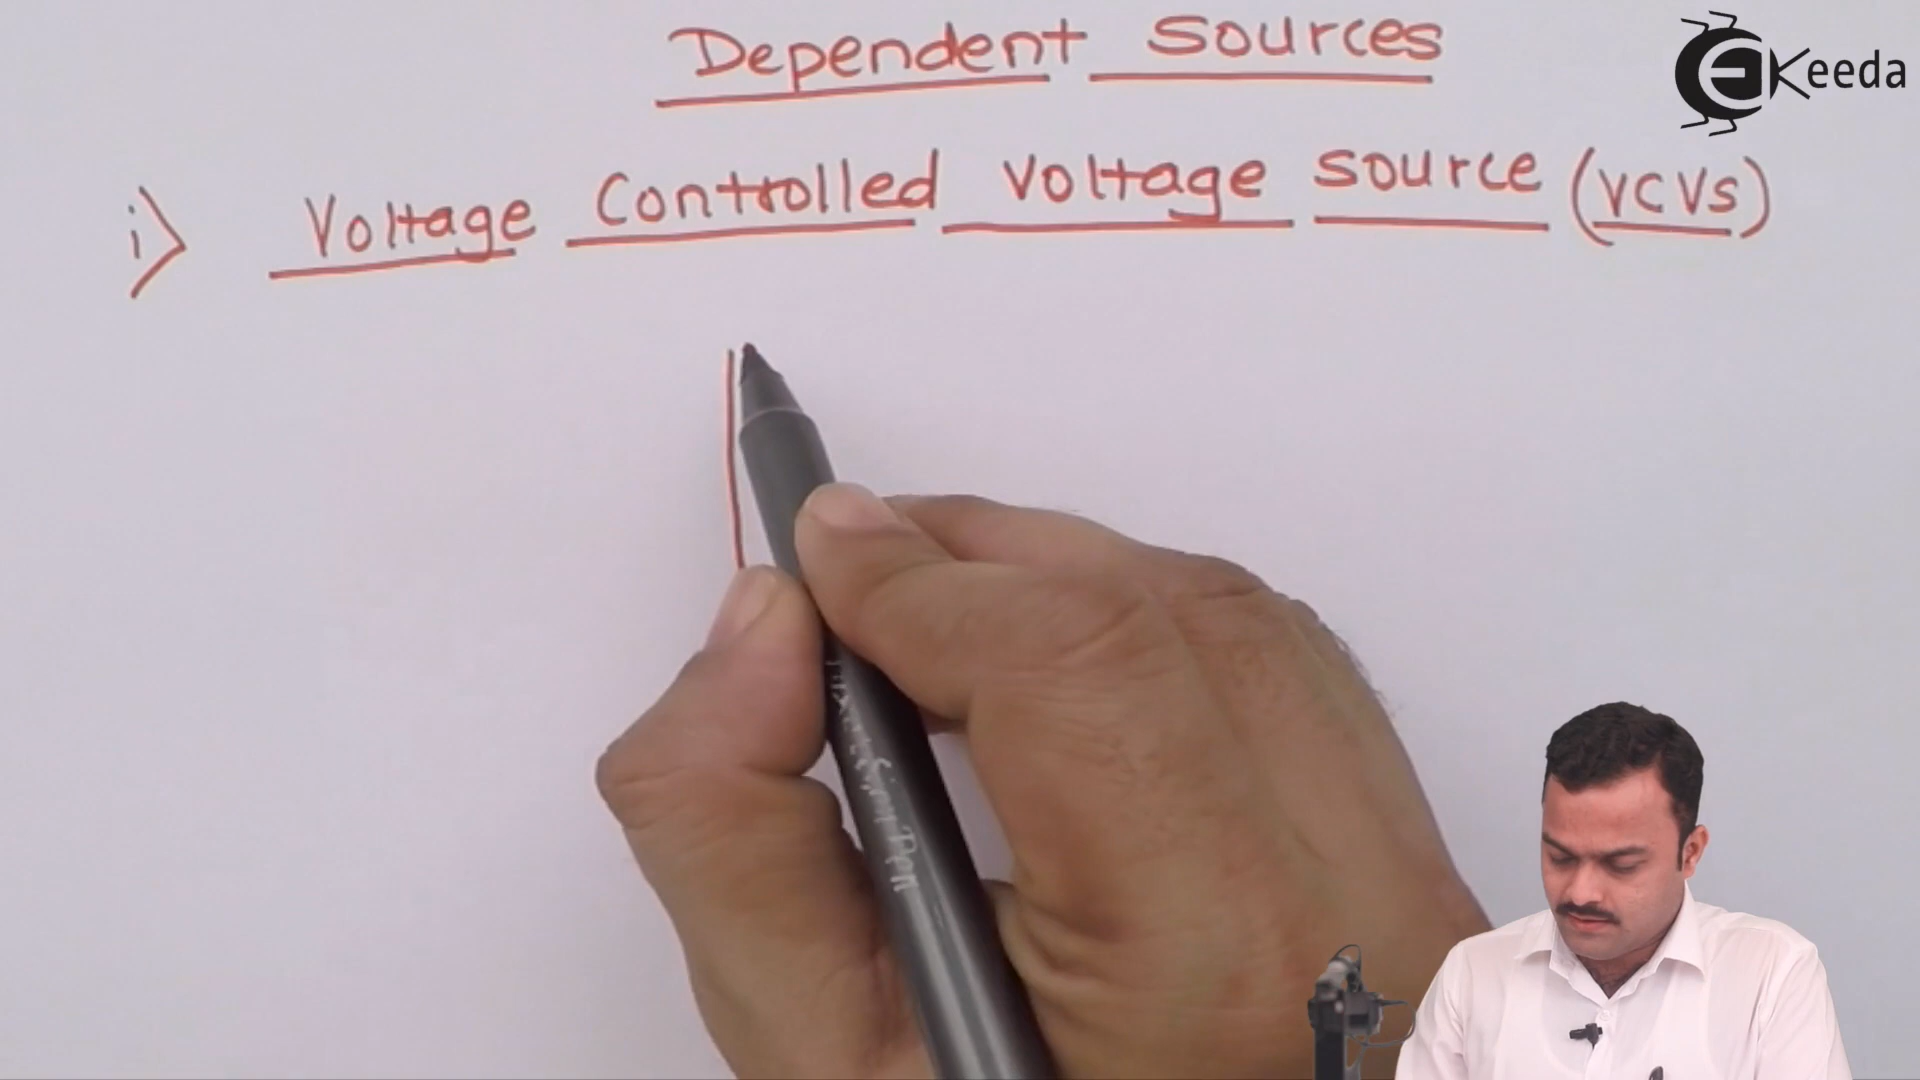 Dependent Sources
Keeda
i) Voltage Controlled Voltage Source (VCVS)